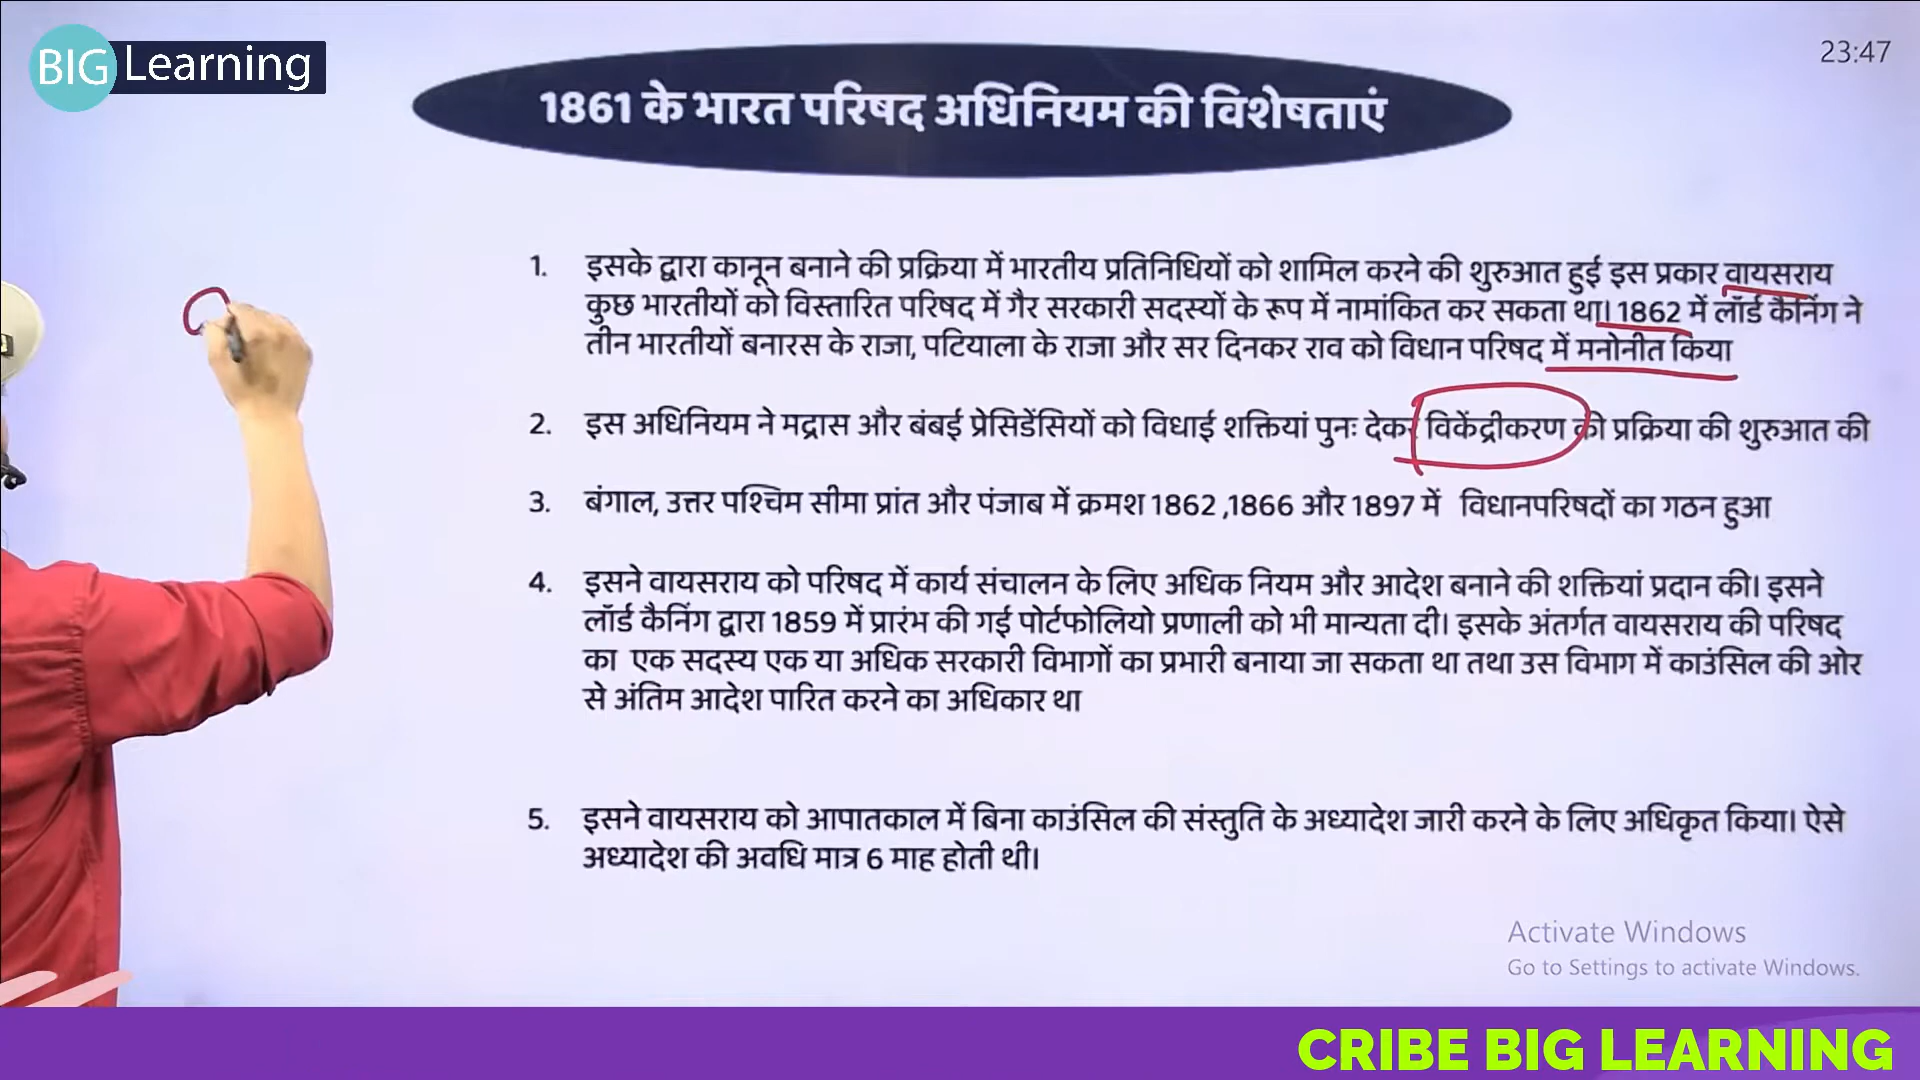 BIG Learning
23:47
1861 के भारत परिषद अधिनियम की विशेषताएं
1. इसके द्वारा कानून बनाने की प्रक्रिया में भारतीय प्रतिनिधियों को शामिल करने की शुरुआत हुई इस प्रकार वायसराय
कुछ भारतीयों को विस्तारित परिषद में गैर सरकारी सदस्यों के रूप में नामांकित कर सकता था। 1862 में लॉर्ड कैनिंग ने
तीन भारतीयों बनारस के राजा, पटियाला के राजा और सर दिनकर राव को विधान परिषद में मनोनीत किया
2. इस अधिनियम ने मद्रास और बंबई प्रेसिडेंसियों को विधाई शक्तियां पुनः देकर विकेंद्रीकरण की प्रक्रिया की शुरुआत की
3. बंगाल, उत्तर पश्चिम सीमा प्रांत और पंजाब में क्रमश 1862 ,1866 और 1897 में विधानपरिषदों का गठन हुआ
4. इसने वायसराय को परिषद में कार्य संचालन के लिए अधिक नियम और आदेश बनाने की शक्तियां प्रदान की। इसने
लॉर्ड कैनिंग द्वारा 1859 में प्रारंभ की गई पोर्टफोलियो प्रणाली को भी मान्यता दी। इसके अंतर्गत वायसराय की परिषद
का एक सदस्य एक या अधिक सरकारी विभागों का प्रभारी बनाया जा सकता था तथा उस विभाग में काउंसिल की ओर
से अंतिम आदेश पारित करने का अधिकार था
5. इसने वायसराय को आपातकाल में बिना काउंसिल की संस्तुति के अध्यादेश जारी करने के लिए अधिकृत किया। ऐसे
अध्यादेश की अवधि मात्र 6 माह होती थी।
Activate Windows
Go to Settings to activate Windows.
CRIBE BIG LEARNING